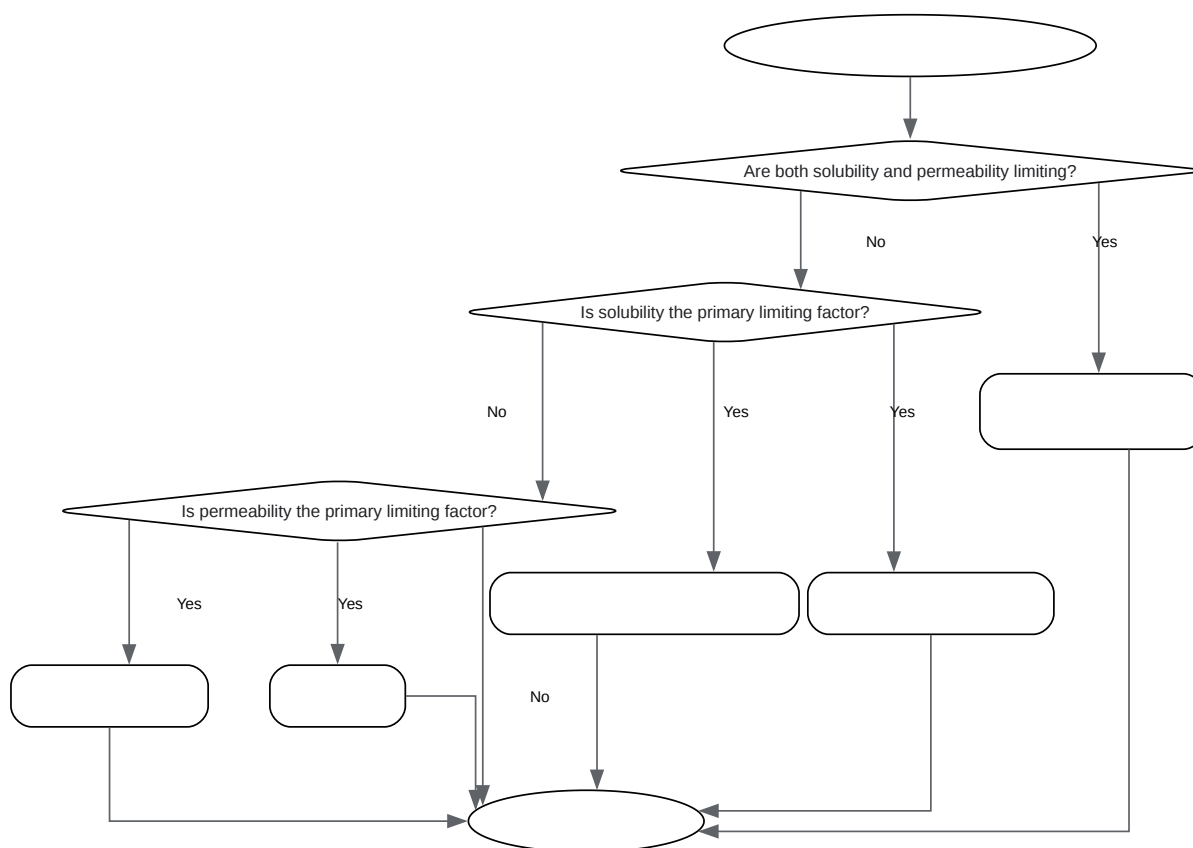 Are both solubility and permeability limiting?
No
Yes
Is solubility the primary limiting factor?
No
Yes
Yes
Is permeability the primary limiting factor?
Yes
Yes
No